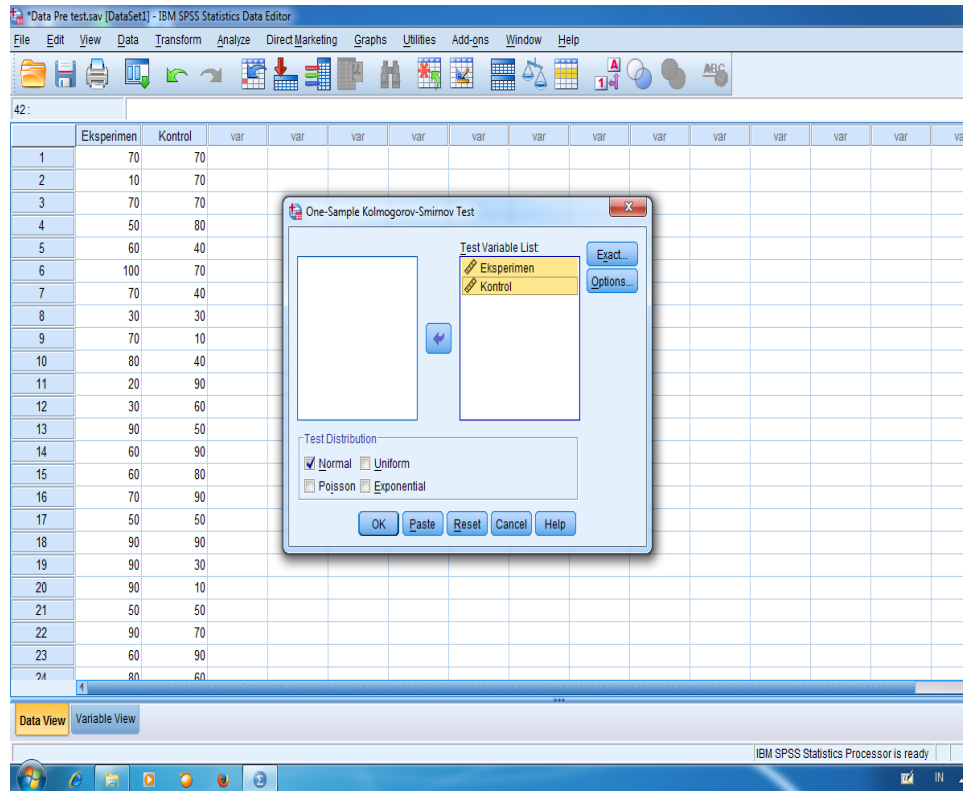 *Data Pre test.sav [DataSet1] - IBM SPSS Statistics Data Editor
File Edit View Data Transform Analyze Direct Marketing Graphs Utilities Add-ons Window Help
A
1
ABC
42 :
Eksperimen Kontrol var var var var var var var var var var var var va
1 70 70
2 10 70
3 70 70
4 50 80
5 60 40
6 100 70
7 70 40
8 30 30
9 70 10
10 80 40
11 20 90
12 30 60
13 90 50
14 60 90
15 60 80
16 70 90
17 50 50
18 90 90
19 90 30
20 90 10
21 50 50
22 90 70
23 60 90
24 80 60
One-Sample Kolmogorov-Smirnov Test
Test Variable List:
Eksperimen
Kontrol
Exact...
Options...
Test Distribution
Normal Uniform
Poisson Exponential
OK Paste Reset Cancel Help
Data View Variable View
IBM SPSS Statistics Processor is ready
IN